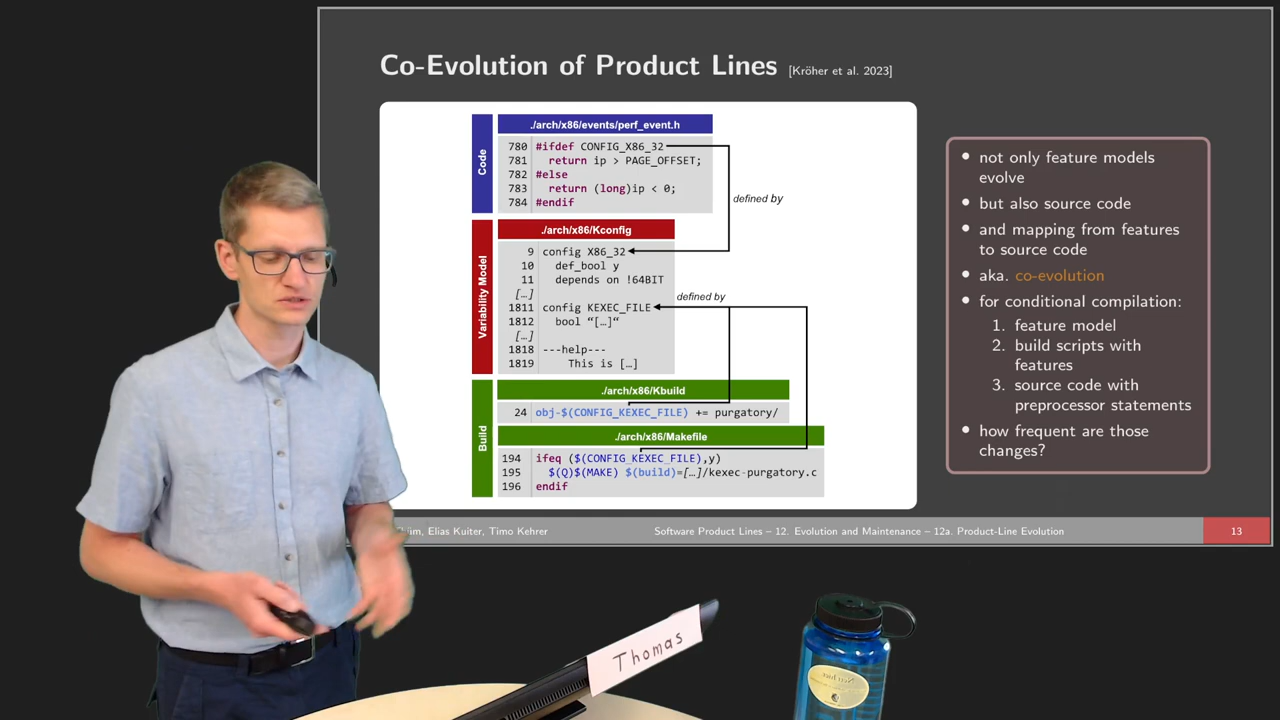 Co-Evolution of Product Lines [Kröher et al. 2023]
./arch/x86/events/perf_event.h
Code
780 #ifdef CONFIG_X86_32
781 return ip > PAGE_OFFSET;
782 #else
783 return (long)ip < 0;
784 #endif
defined by
./arch/x86/Kconfig
Variability Model
9 config X86_32
10 def_bool y
11 depends on !64BIT
[…]
1811 config KEXEC_FILE
1812 bool “[…]“
[…]
1818 ---help---
1819 This is […]
defined by
./arch/x86/Kbuild
Build
24 obj-$(CONFIG_KEXEC_FILE) += purgatory/
./arch/x86/Makefile
194 ifeq ($(CONFIG_KEXEC_FILE),y)
195 $(Q)$(MAKE) $(build)=[…]/kexec-purgatory.c
196 endif
not only feature models
evolve
but also source code
and mapping from features
to source code
aka. co-evolution
for conditional compilation:
1. feature model
2. build scripts with
features
3. source code with
preprocessor statements
how frequent are those
changes?
Elias Kuiter, Timo Kehrer
Software Product Lines – 12. Evolution and Maintenance – 12a. Product-Line Evolution
13
Thomas